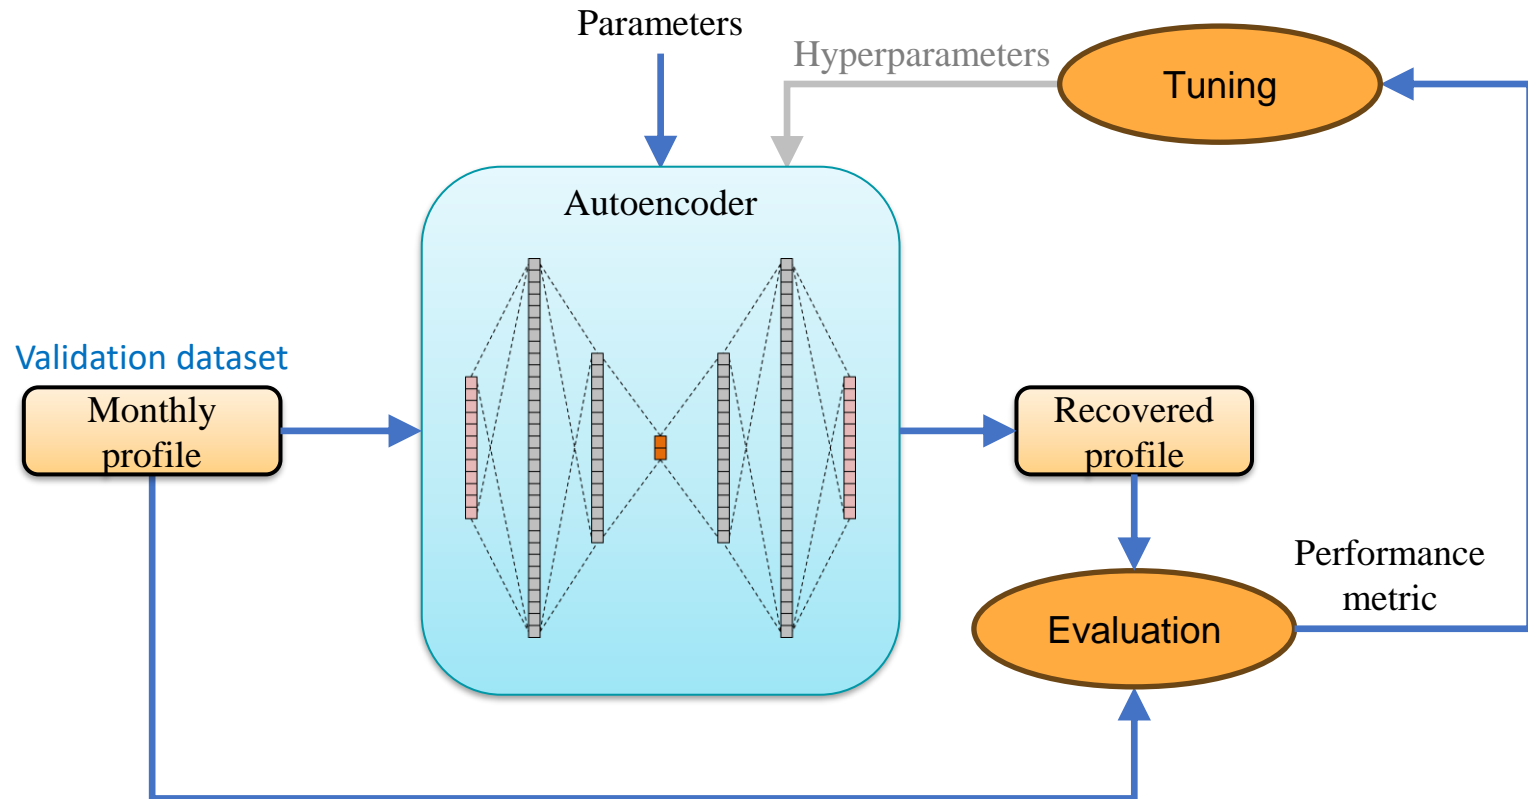 Parameters
Hyperparameters
Tuning
Autoencoder
Validation dataset
Monthly
profile
Recovered
profile
Performance
metric
Evaluation